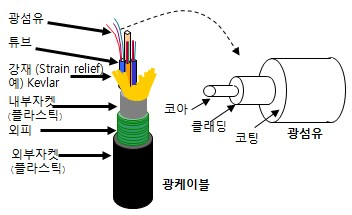 광섬유
튜브
강재 (Strain relief)
예) Kevlar
내부자켓
(플라스틱)
외피
외부자켓
(플라스틱)
광케이블
코아
클래딩
코팅
광섬유